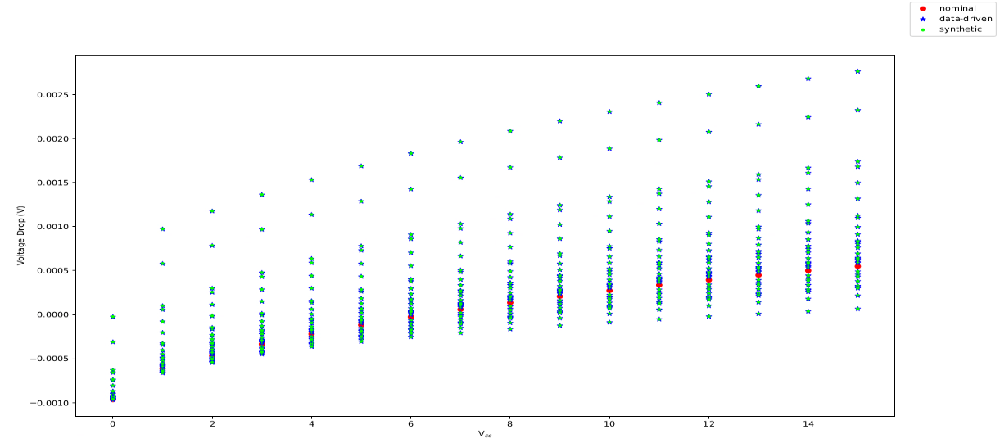 nominal
data-driven
synthetic
0.0025
0.0020
0.0015
0.0010
0.0005
0.0000
−0.0005
−0.0010
Voltage Drop (V)
0 2 4 6 8 10 12 14
V_cc